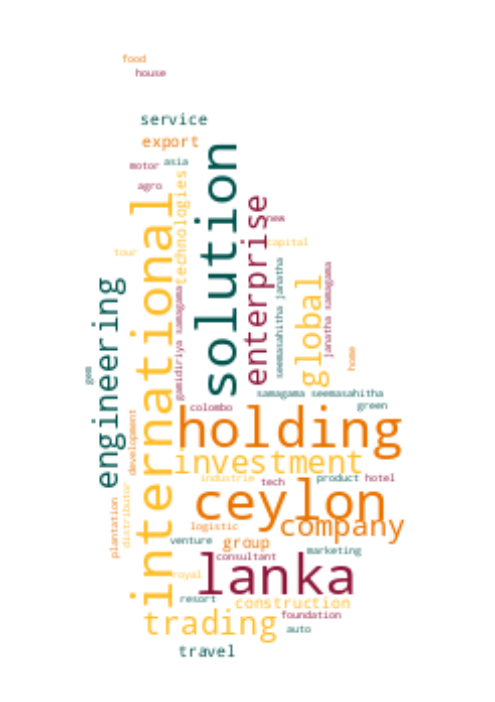 food
house
service
export
motor
asia
agro
technologies
solution
international
enterprise
new
capital
tour
engineering
gamidiriya samagama
seemasahitha janatha
global
janatha samagama
home
gem
samagama seemasahitha
green
colombo
holding
development
investment
industrie
tech
product
hotel
plantation
distributor
ceylon
company
logistic
venture
group
marketing
consultant
lanka
royal
resort
construction
trading
foundation
auto
travel